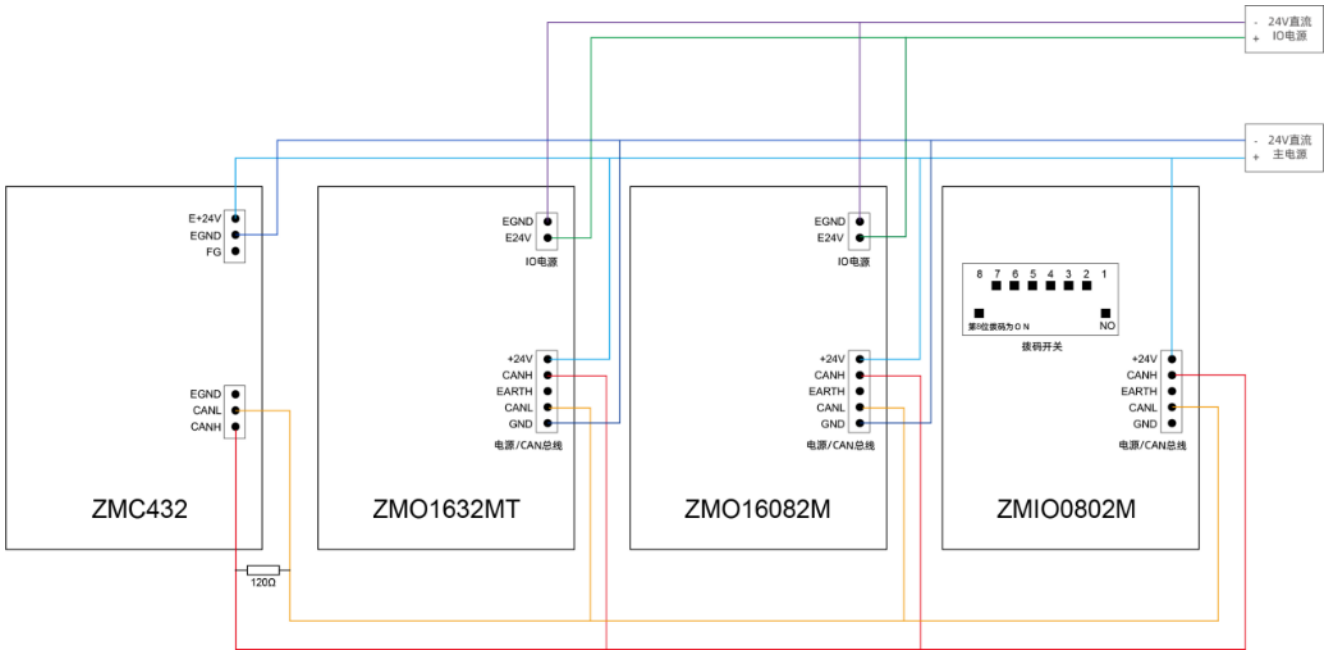 - 24V直流
+ IO电源
- 24V直流
+ 主电源
E+24V
EGND
FG
EGND
CANL
CANH
ZMC432
120Ω
EGND
E24V
IO电源
+24V
CANH
EARTH
CANL
GND
电源/CAN总线
ZMO1632MT
EGND
E24V
IO电源
+24V
CANH
EARTH
CANL
GND
电源/CAN总线
ZMO16082M
8 7 6 5 4 3 2 1
第8位拨码为ON NO
拨码开关
+24V
CANH
EARTH
CANL
GND
电源/CAN总线
ZMIO0802M